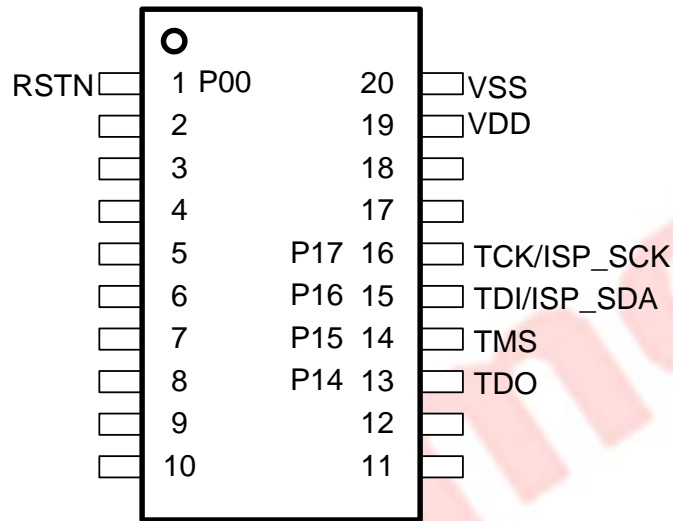 RSTN 1 P00 20 VSS
2 19 VDD
3 18
4 17
5 P17 16 TCK/ISP_SCK
6 P16 15 TDI/ISP_SDA
7 P15 14 TMS
8 P14 13 TDO
9 12
10 11